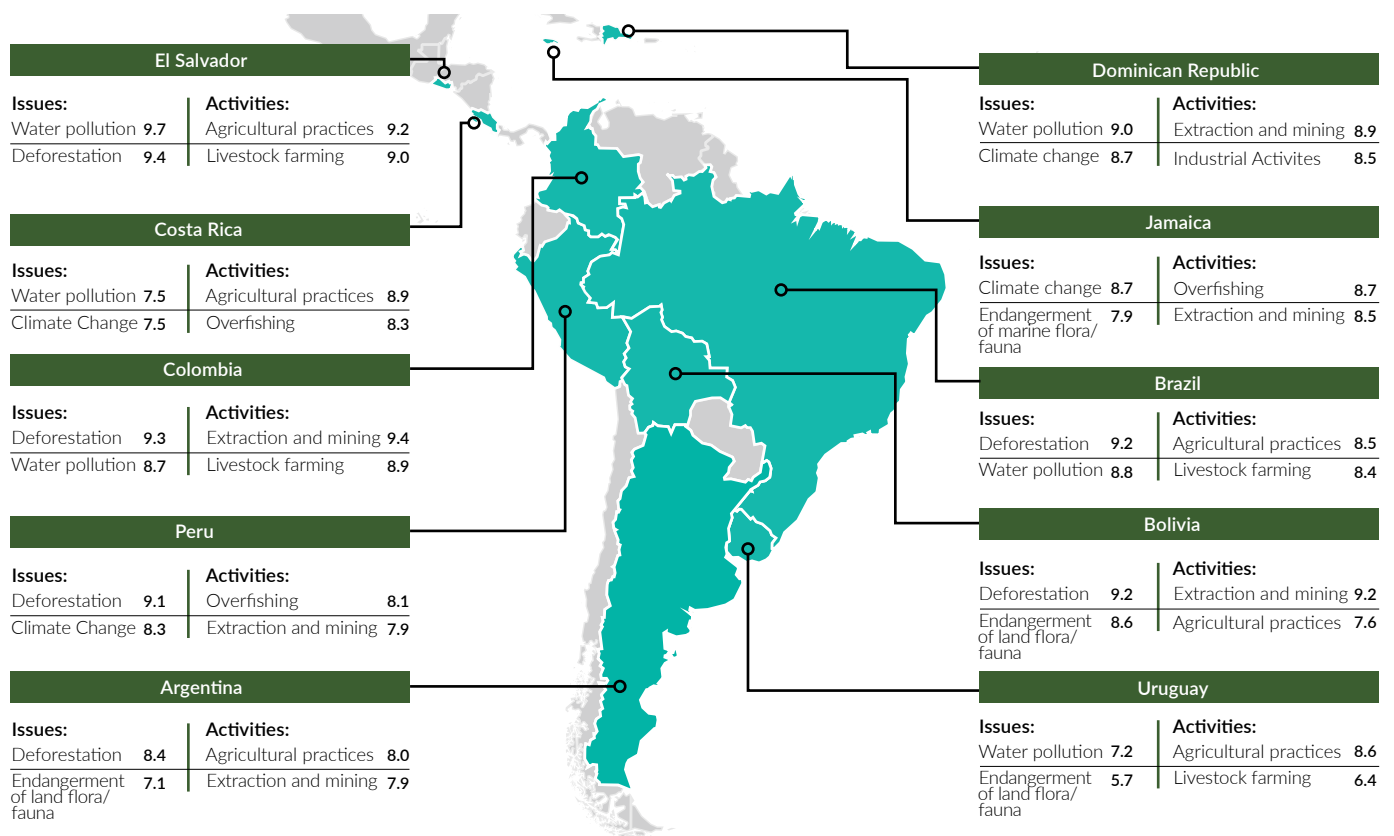 El Salvador
Issues:
Activities:
Water pollution 9.7
Agricultural practices 9.2
Deforestation 9.4
Livestock farming 9.0
Costa Rica
Issues:
Activities:
Water pollution 7.5
Agricultural practices 8.9
Climate Change 7.5
Overfishing 8.3
Colombia
Issues:
Activities:
Deforestation 9.3
Extraction and mining 9.4
Water pollution 8.7
Livestock farming 8.9
Peru
Issues:
Activities:
Deforestation 9.1
Overfishing 8.1
Climate Change 8.3
Extraction and mining 7.9
Argentina
Issues:
Activities:
Deforestation 8.4
Agricultural practices 8.0
Endangerment 7.1
of land flora/
fauna
Extraction and mining 7.9
Dominican Republic
Issues:
Activities:
Water pollution 9.0
Extraction and mining 8.9
Climate change 8.7
Industrial Activites 8.5
Jamaica
Issues:
Activities:
Climate change 8.7
Overfishing 8.7
Endangerment 7.9
of marine flora/
fauna
Extraction and mining 8.5
Brazil
Issues:
Activities:
Deforestation 9.2
Agricultural practices 8.5
Water pollution 8.8
Livestock farming 8.4
Bolivia
Issues:
Activities:
Deforestation 9.2
Extraction and mining 9.2
Endangerment 8.6
of land flora/
fauna
Agricultural practices 7.6
Uruguay
Issues:
Activities:
Water pollution 7.2
Agricultural practices 8.6
Endangerment 5.7
of land flora/
fauna
Livestock farming 6.4